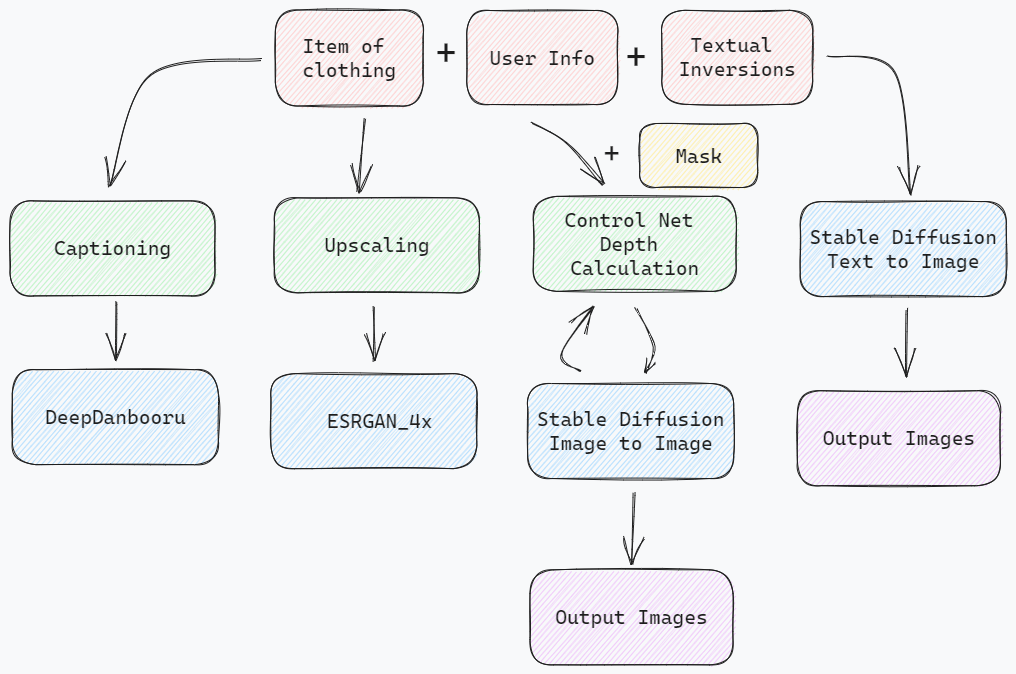 Item of
clothing
+
User Info
+
Textual
Inversions
+
Mask
Captioning
Upscaling
Control Net
Depth
Calculation
Stable Diffusion
Text to Image
DeepDanbooru
ESRGAN_4x
Stable Diffusion
Image to Image
Output Images
Output Images